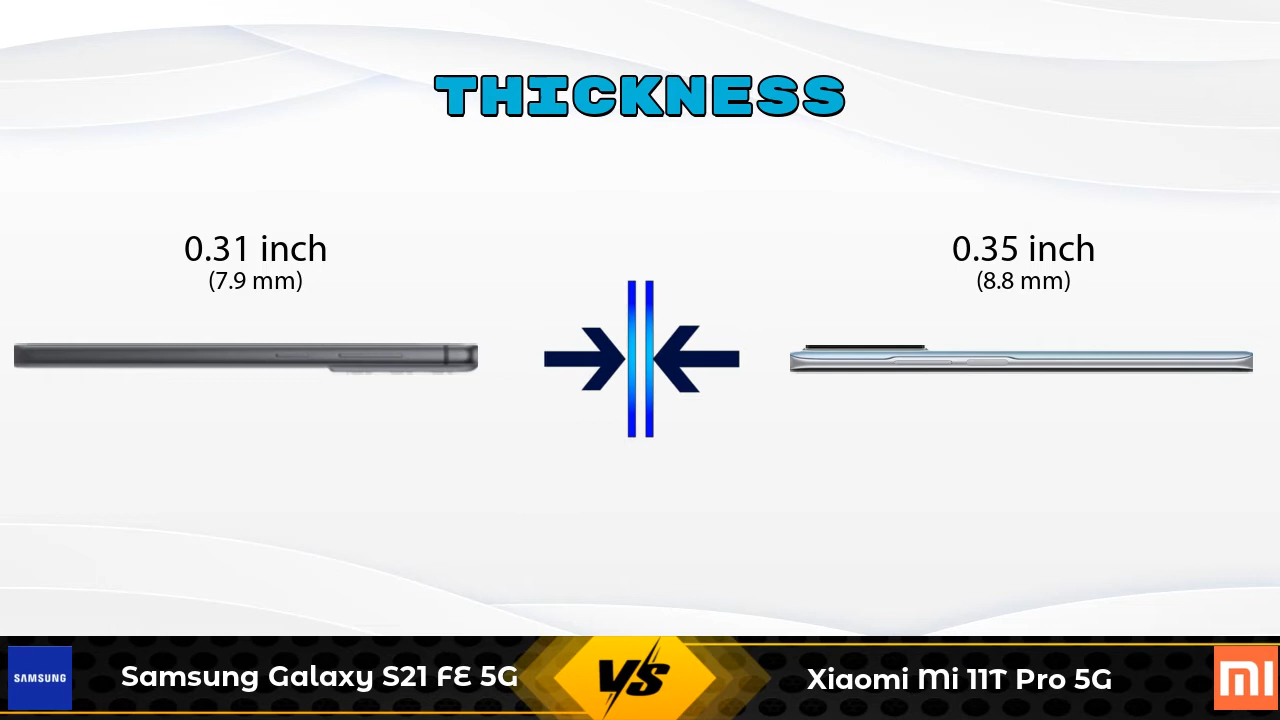 THICKNESS
0.31 inch
(7.9 mm)
0.35 inch
(8.8 mm)
SAMSUNG
Samsung Galaxy S21 FE 5G
VS
Xiaomi Mi 11T Pro 5G
MI